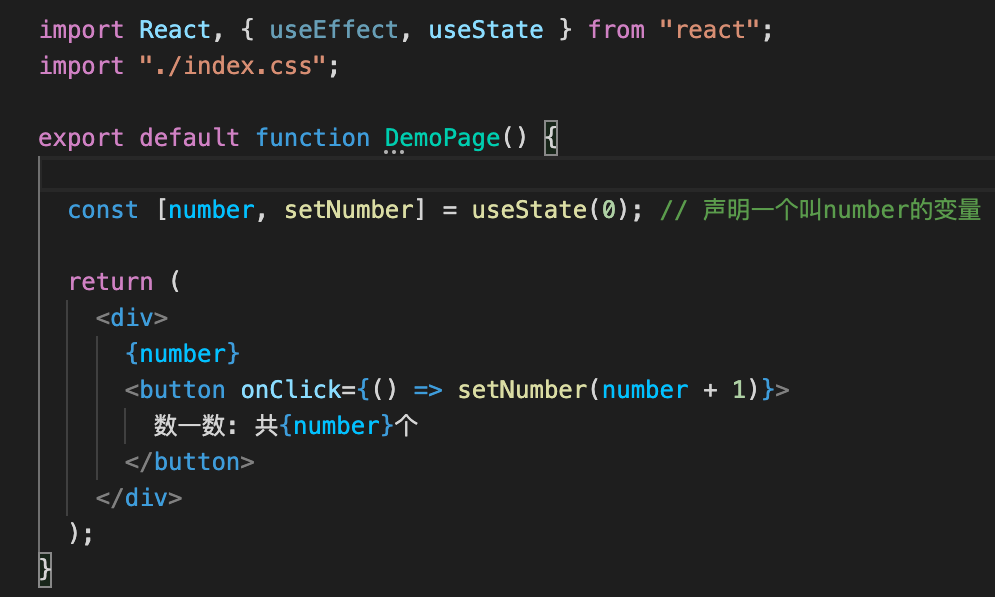 import React, { useEffect, useState } from "react";
import "./index.css";
export default function DemoPage() {
const [number, setNumber] = useState(0); // 声明一个叫number的变量
return (
<div>
{number}
<button onClick={() => setNumber(number + 1)}>
数一数: 共{number}个
</button>
</div>
);
}